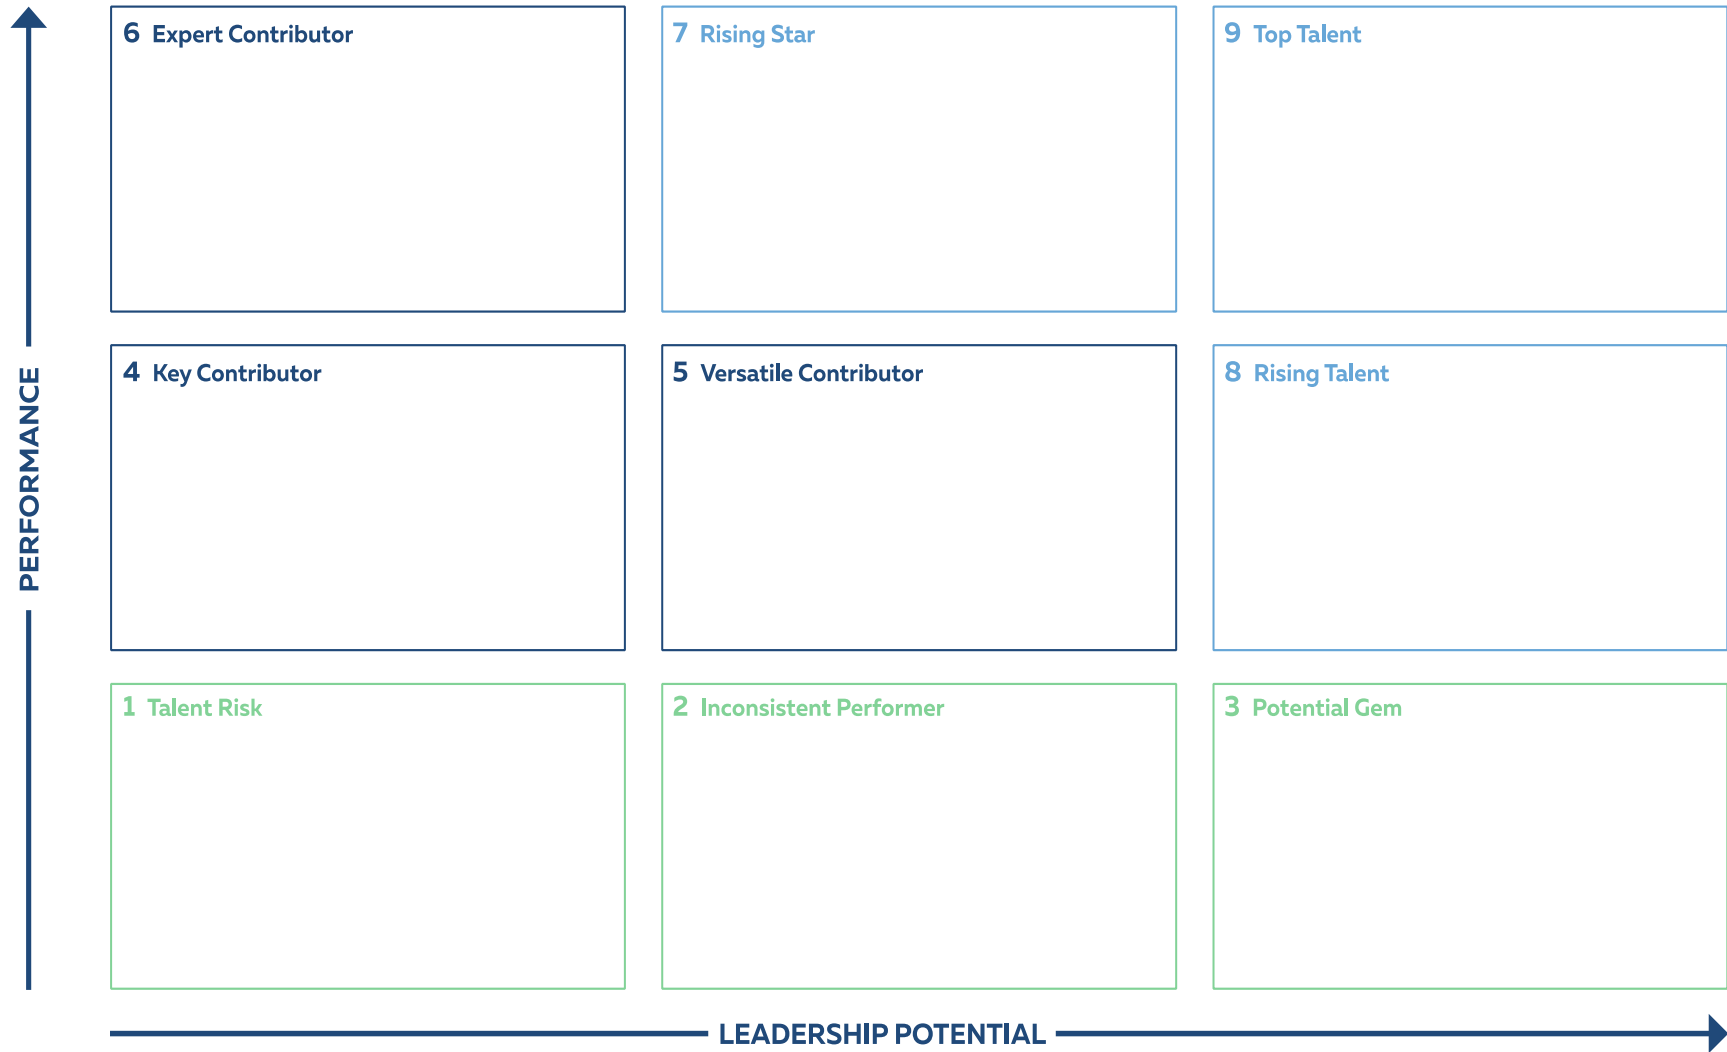 6 Expert Contributor
7 Rising Star
9 Top Talent
4 Key Contributor
5 Versatile Contributor
8 Rising Talent
1 Talent Risk
2 Inconsistent Performer
3 Potential Gem
PERFORMANCE
LEADERSHIP POTENTIAL